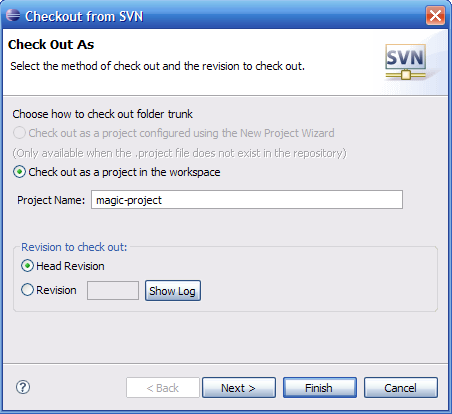 Checkout from SVN
Check Out As
Select the method of check out and the revision to check out.
SVN
Choose how to check out folder trunk
Check out as a project configured using the New Project Wizard
(Only available when the .project file does not exist in the repository)
Check out as a project in the workspace
Project Name: magic-project
Revision to check out:
Head Revision
Revision Show Log
? < Back Next > Finish Cancel